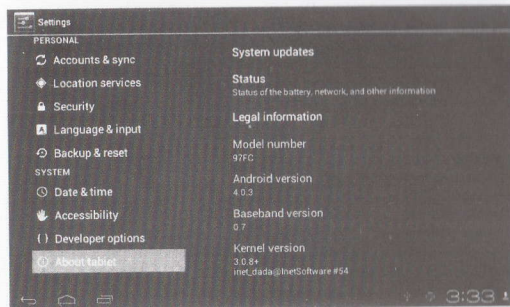 Settings
PERSONAL
Accounts & sync
Location services
Security
A Language & input
Backup & reset
SYSTEM
Date & time
Accessibility
{ } Developer options
About tablet
System updates
Status
Status of the battery, network, and other information
Legal information
Model number
97FC
Android version
4.0.3
Baseband version
0.7
Kernel version
3.0.8+
inet_dada@InetSoftware #54
3:33